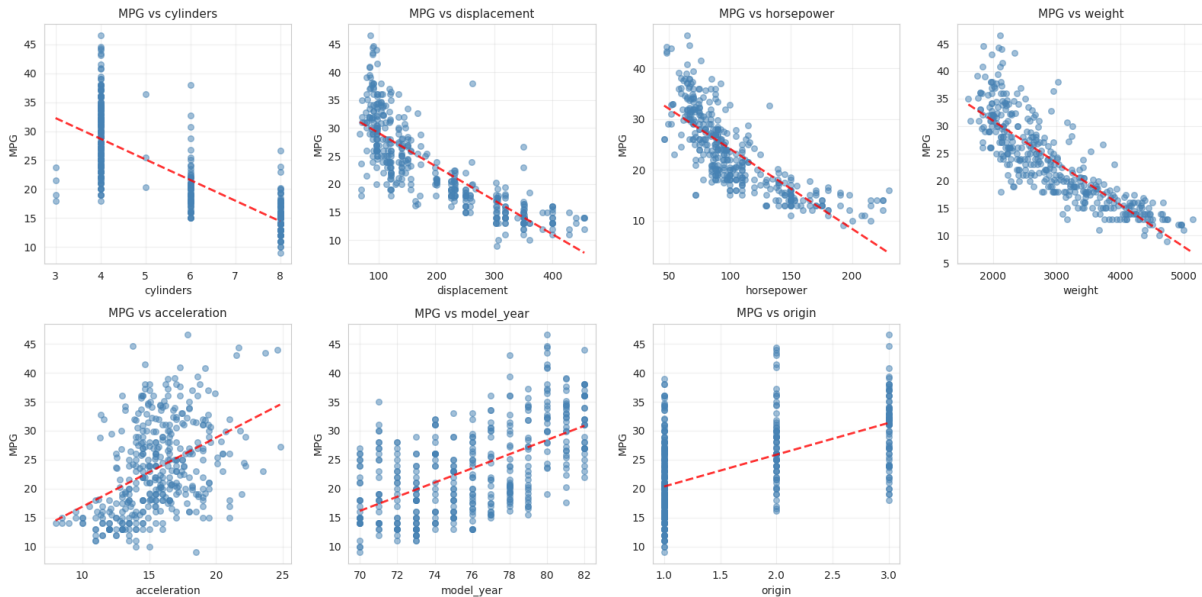 MPG vs cylinders
MPG
45
40
35
30
25
20
15
10
3 4 5 6 7 8
cylinders
MPG vs displacement
MPG
45
40
35
30
25
20
15
10
100 200 300 400
displacement
MPG vs horsepower
MPG
40
30
20
10
50 100 150 200
horsepower
MPG vs weight
MPG
45
40
35
30
25
20
15
10
5
2000 3000 4000 5000
weight
MPG vs acceleration
MPG
45
40
35
30
25
20
15
10
10 15 20 25
acceleration
MPG vs model_year
MPG
45
40
35
30
25
20
15
10
70 72 74 76 78 80 82
model_year
MPG vs origin
MPG
45
40
35
30
25
20
15
10
1.0 1.5 2.0 2.5 3.0
origin